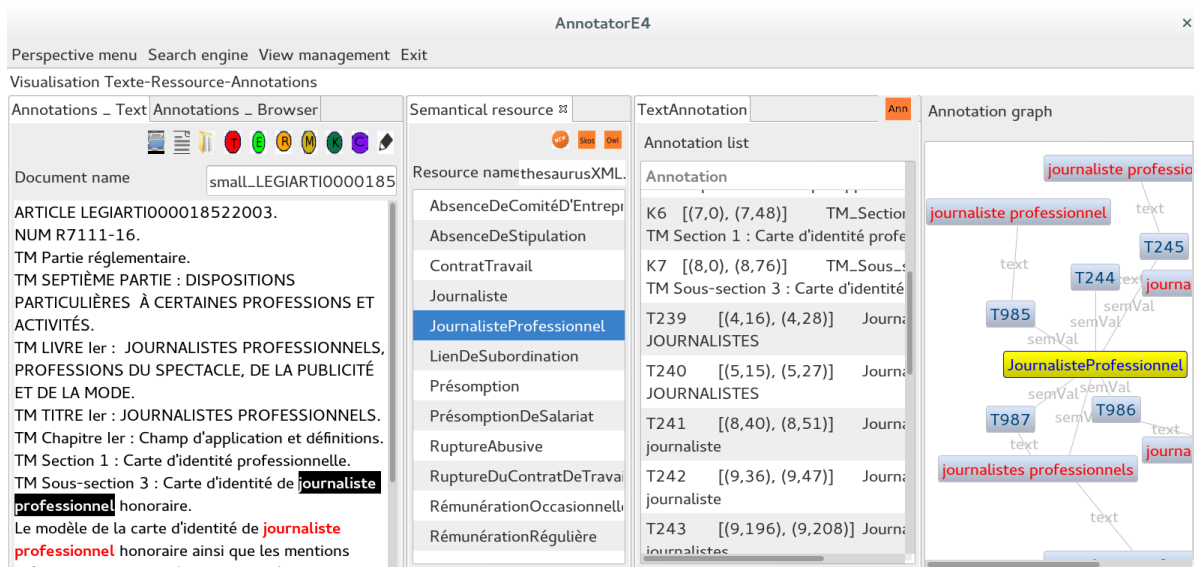 AnnotatorE4
×
Perspective menu Search engine View management Exit
Visualisation Texte-Ressource-Annotations
Annotations _ Text Annotations _ Browser
T E R M K C
Document name small_LEGIARTI0000185
ARTICLE LEGIARTI000018522003.
NUM R7111-16.
TM Partie réglementaire.
TM SEPTIÈME PARTIE : DISPOSITIONS
PARTICULIÈRES À CERTAINES PROFESSIONS ET
ACTIVITÉS.
TM LIVRE Ier : JOURNALISTES PROFESSIONNELS,
PROFESSIONS DU SPECTACLE, DE LA PUBLICITÉ
ET DE LA MODE.
TM TITRE Ier : JOURNALISTES PROFESSIONNELS.
TM Chapitre Ier : Champ d'application et définitions.
TM Section 1 : Carte d'identité professionnelle.
TM Sous-section 3 : Carte d'identité de journaliste
professionnel honoraire.
Le modèle de la carte d'identité de journaliste
professionnel honoraire ainsi que les mentions
Semantical resource
Skos Owl
Resource name thesaurusXML.
AbsenceDeComitéD'Entrepr
AbsenceDeStipulation
ContratTravail
Journaliste
JournalisteProfessionnel
LienDeSubordination
Présomption
PrésomptionDeSalariat
RuptureAbusive
RuptureDuContratDeTravai
RémunérationOccasionnelle
RémunérationRégulière
TextAnnotation Ann
Annotation list
Annotation
K6 [(7,0), (7,48)] TM_Section
TM Section 1 : Carte d'identité profe
K7 [(8,0), (8,76)] TM_Sous_s
TM Sous-section 3 : Carte d'identité
T239 [(4,16), (4,28)] Journa
JOURNALISTES
T240 [(5,15), (5,27)] Journa
JOURNALISTES
T241 [(8,40), (8,51)] Journa
journaliste
T242 [(9,36), (9,47)] Journa
journaliste
T243 [(9,196), (9,208)] Journa
journalistes
Annotation graph
journaliste professio
journaliste professionnel
text
T245
text
T244
text
journa
T985
semVal
semVal
semVal
JournalisteProfessionnel
semVal
semVal
semV
T986
T987
text
text
journa
journalistes professionnels
text